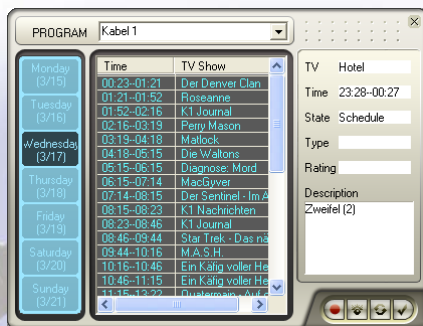 PROGRAM
Kabel 1
Monday
(3/15)
Tuesday
(3/16)
Wednesday
(3/17)
Thursday
(3/18)
Friday
(3/19)
Saturday
(3/20)
Sunday
(3/21)
Time TV Show
00:23--01:21 Der Denver Clan
01:21--01:52 Roseanne
01:52--02:16 K1 Journal
02:16--03:19 Perry Mason
03:19--04:18 Matlock
04:18--05:15 Die Waltons
05:15--06:15 Diagnose: Mord
06:15--07:14 MacGyver
07:14--08:15 Der Sentinel - Im A
08:15--08:23 K1 Nachrichten
08:23--08:46 K1 Journal
08:46--09:44 Star Trek - Das nä
09:44--10:16 M.A.S.H.
10:16--10:46 Ein Käfig voller He
10:46--11:15 Ein Käfig voller He
11:15--13:22 Quatermain - Auf d
TV Hotel
Time 23:28--00:27
State Schedule
Type
Rating
Description
Zweifel (2)